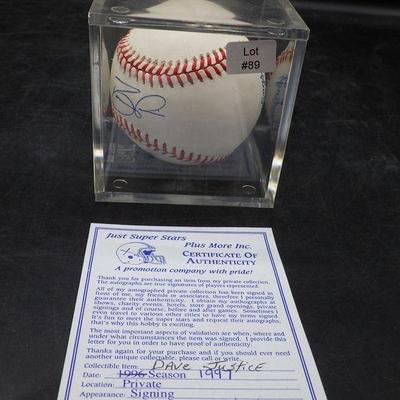 Lot
#89
Just Super Stars
Plus More Inc.
CERTIFICATE OF
AUTHENTICITY
A promotion company with pride!
Thank you for purchasing an item from my private collection.
The autographs are true signatures of players represented.
All of my autographed private collection has been signed in
front of me, my friends or associates, therefore I personally
guarantee their authenticity. I obtain my autographs in
spring training, charity events, hotels, store grand openings, private
signings and of course, before and after games. Sometimes I
even travel to various other cities to have my items signed.
It's fun to meet the super stars and request their autographs,
that's why this hobby is exciting.
The most important aspects of validation are when, where and
under what circumstances the item was signed. I provide this
letter for you in order to have proof of authenticity.
Thanks again for your purchase and if you should ever need
another unique collectible, please call or write.
Collectible Item: Dave Justice
Date: 1996 Season 1997
Location: Private
Appearance: Signing